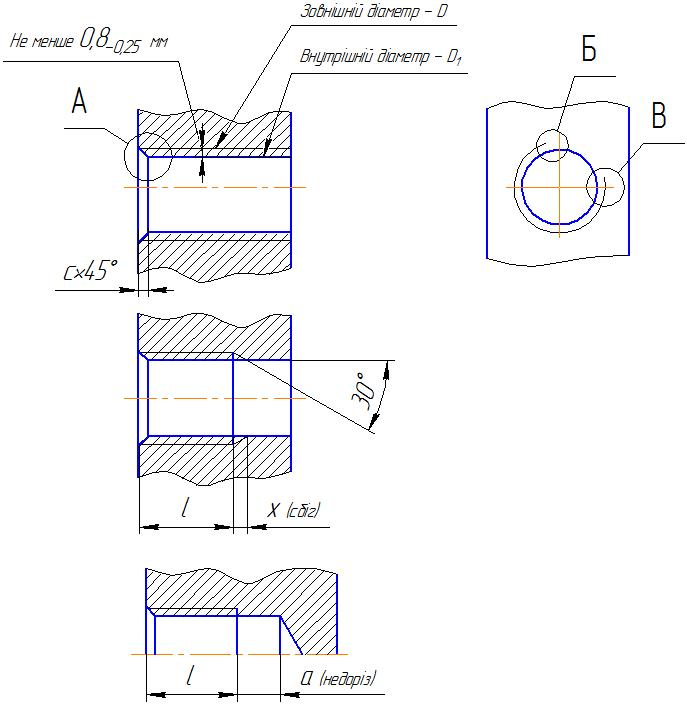 Зовнішній діаметр – D
Не менше 0,8-0,25 мм
Внутрішній діаметр – D1
А
Б
В
c×45°
30°
l
x (сбіг)
l
a (недоріз)